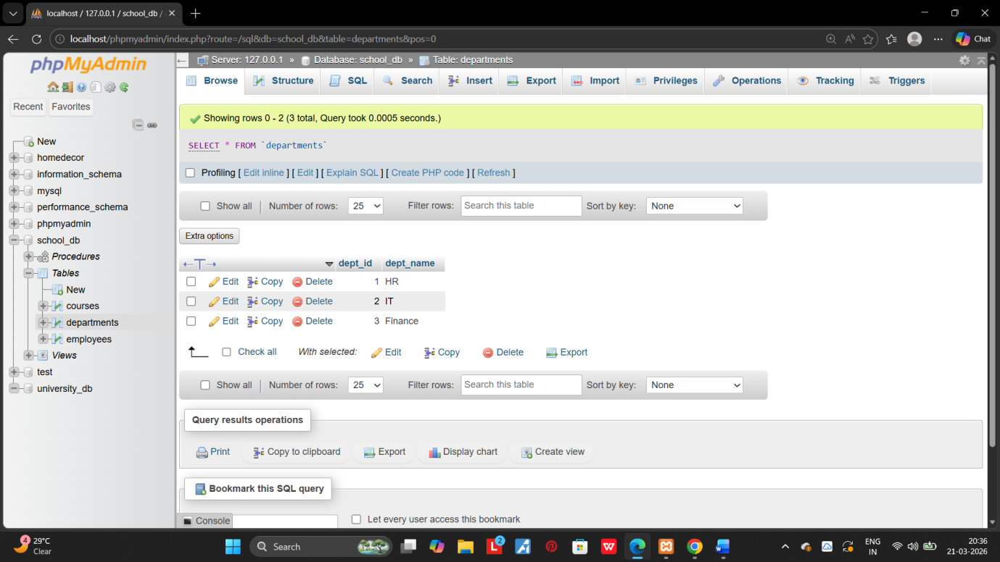 localhost / 127.0.0.1 / school_db /
localhost/phpmyadmin/index.php?route=/sql&db=school_db&table=departments&pos=0
Chat
phpMyAdmin
Recent Favorites
New
homedecor
information_schema
mysql
performance_schema
phpmyadmin
school_db
Procedures
Tables
New
courses
departments
employees
Views
test
university_db
Server: 127.0.0.1 » Database: school_db » Table: departments
Browse Structure SQL Search Insert Export Import Privileges Operations Tracking Triggers
Showing rows 0 - 2 (3 total, Query took 0.0005 seconds.)
SELECT * FROM `departments`
Profiling [ Edit inline ] [ Edit ] [ Explain SQL ] [ Create PHP code ] [ Refresh ]
Show all Number of rows: 25 Filter rows: Search this table Sort by key: None
Extra options
dept_id dept_name
Edit Copy Delete 1 HR
Edit Copy Delete 2 IT
Edit Copy Delete 3 Finance
Check all With selected: Edit Copy Delete Export
Show all Number of rows: 25 Filter rows: Search this table Sort by key: None
Query results operations
Print Copy to clipboard Export Display chart Create view
Bookmark this SQL query
Console Let every user access this bookmark
4 29°C
Clear
Search
2
ENG
IN
20:36
21-03-2026